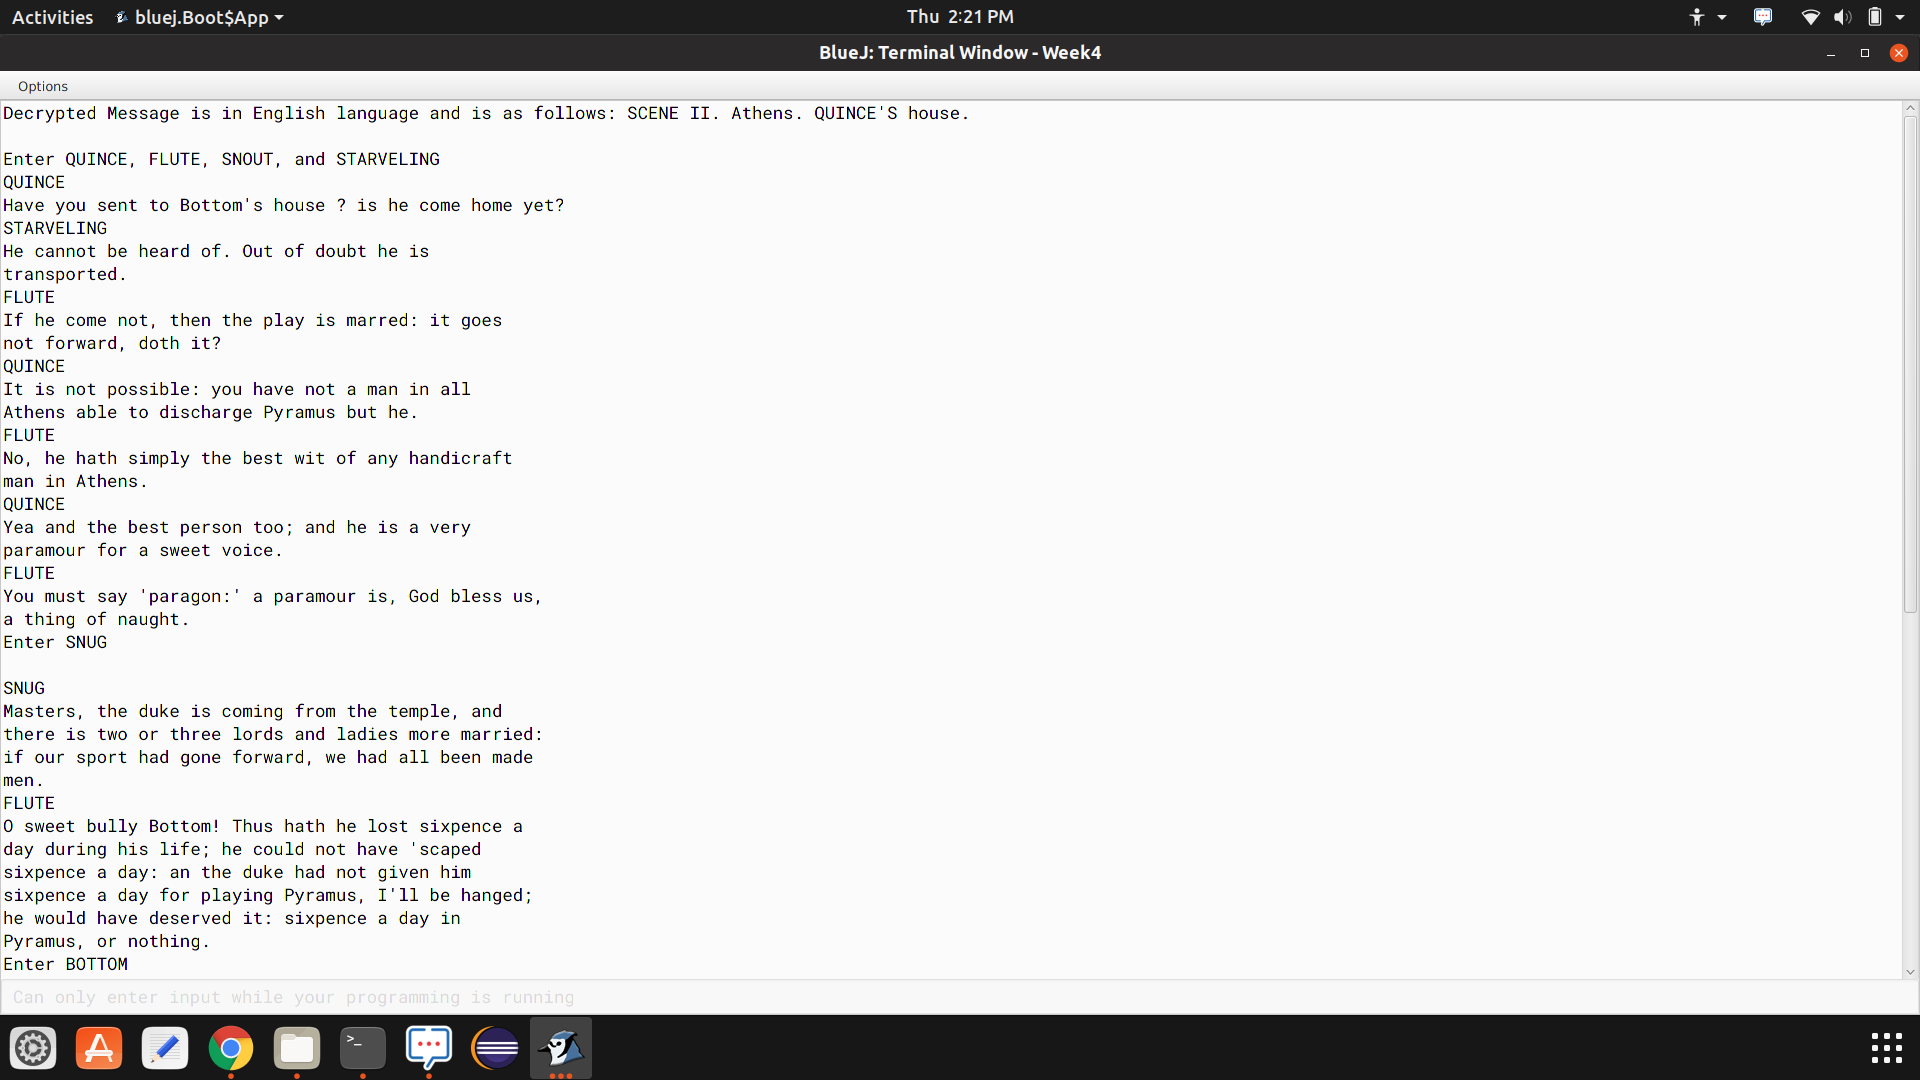 Activities
bluej.Boot$App
Thu 2:21 PM
BlueJ: Terminal Window - Week4
Options
Decrypted Message is in English language and is as follows: SCENE II. Athens. QUINCE'S house.
Enter QUINCE, FLUTE, SNOUT, and STARVELING
QUINCE
Have you sent to Bottom's house ? is he come home yet?
STARVELING
He cannot be heard of. Out of doubt he is
transported.
FLUTE
If he come not, then the play is marred: it goes
not forward, doth it?
QUINCE
It is not possible: you have not a man in all
Athens able to discharge Pyramus but he.
FLUTE
No, he hath simply the best wit of any handicraft
man in Athens.
QUINCE
Yea and the best person too; and he is a very
paramour for a sweet voice.
FLUTE
You must say 'paragon:' a paramour is, God bless us,
a thing of naught.
Enter SNUG
SNUG
Masters, the duke is coming from the temple, and
there is two or three lords and ladies more married:
if our sport had gone forward, we had all been made
men.
FLUTE
O sweet bully Bottom! Thus hath he lost sixpence a
day during his life; he could not have 'scaped
sixpence a day: an the duke had not given him
sixpence a day for playing Pyramus, I'll be hanged;
he would have deserved it: sixpence a day in
Pyramus, or nothing.
Enter BOTTOM
Can only enter input while your programming is running